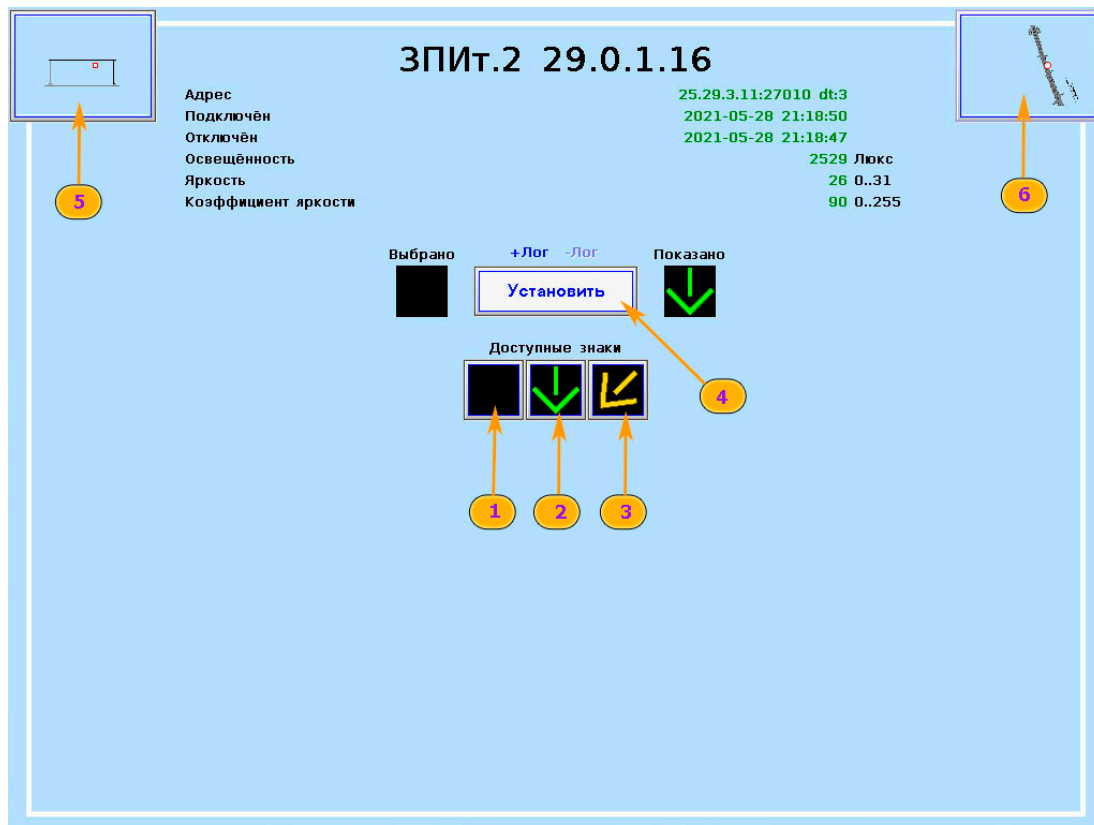 ЗПИт.2 29.0.1.16
Адрес 25.29.3.11:27010 dt:3
Подключён 2021-05-28 21:18:50
Отключён 2021-05-28 21:18:47
Освещённость 2529 Люкс
Яркость 26 0..31
Коэффициент яркости 90 0..255
5
6
Выбрано +Лог -Лог Показано
Установить
Доступные знаки
4
1 2 3